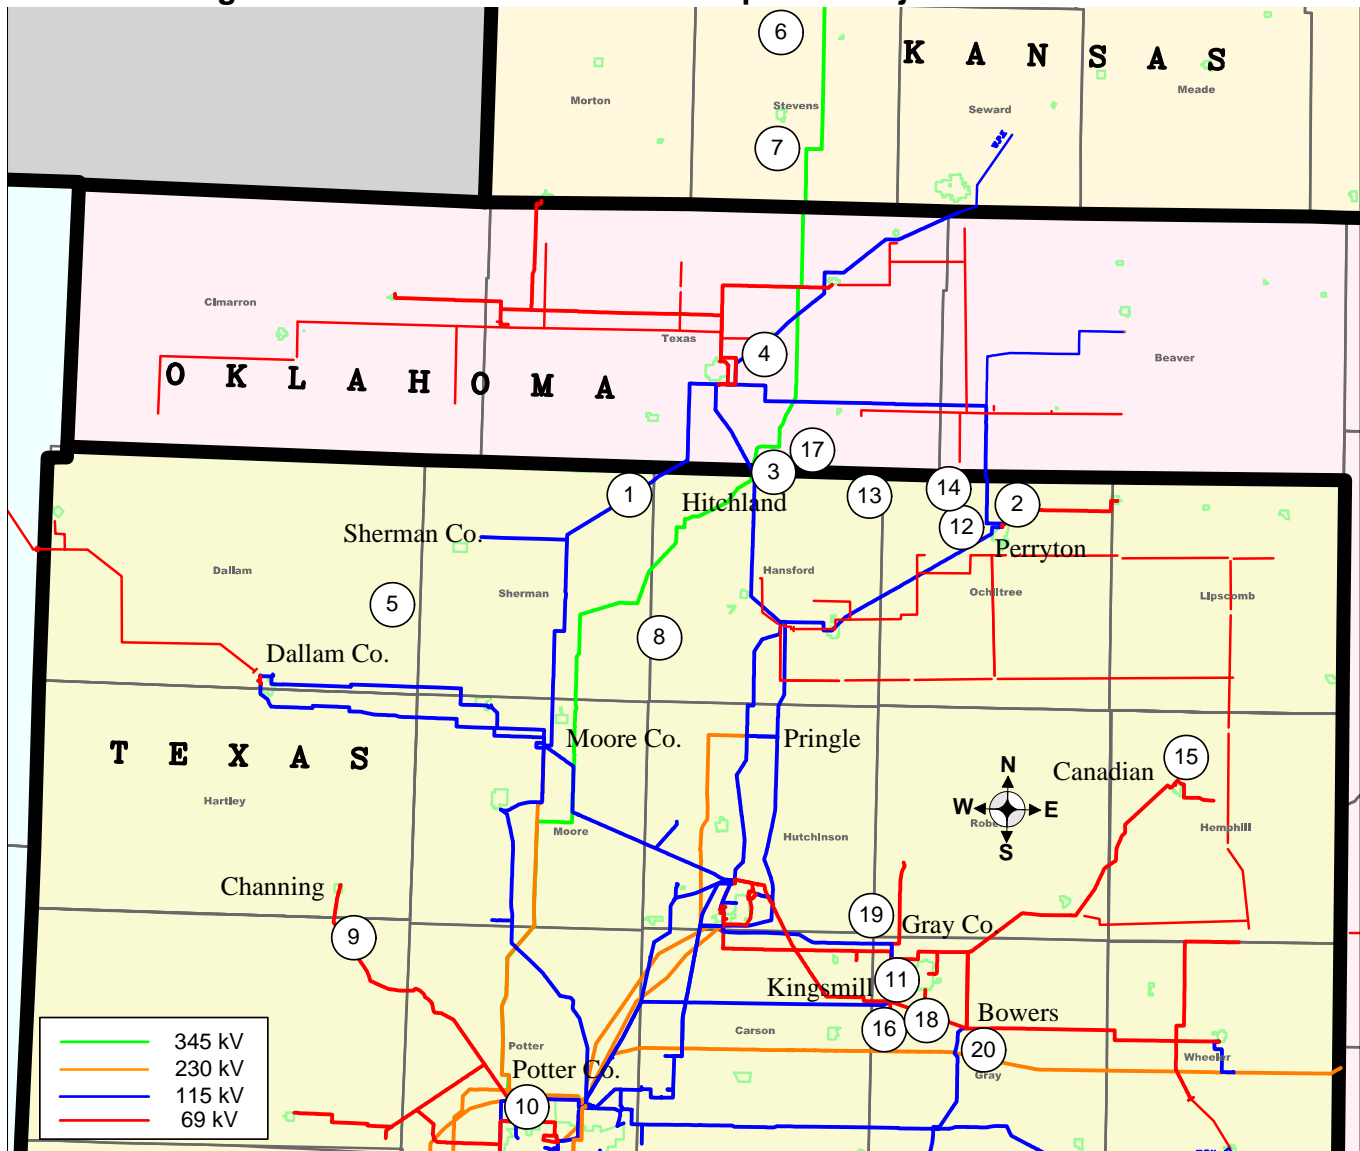 6
K A N S A S
Morton
Stevens
Seward
Meade
7
Cimarron
Texas
4
Beaver
O K L A H O M A
17
3
1
13
14
2
Hitchland
12
Sherman Co.
Perryton
Dallam
Hansford
Sherman
Ochiltree
Lipscomb
5
8
Dallam Co.
Moore Co.
Pringle
T E X A S
Canadian
15
N
W E
S
Hartley
Moore
Hutchinson
Hemphill
Channing
19
Gray Co.
9
11
Kingsmill
18
Bowers
16
Carson
20
345 kV
Potter
Wheeler
230 kV
Potter Co.
Gray
115 kV
10
69 kV